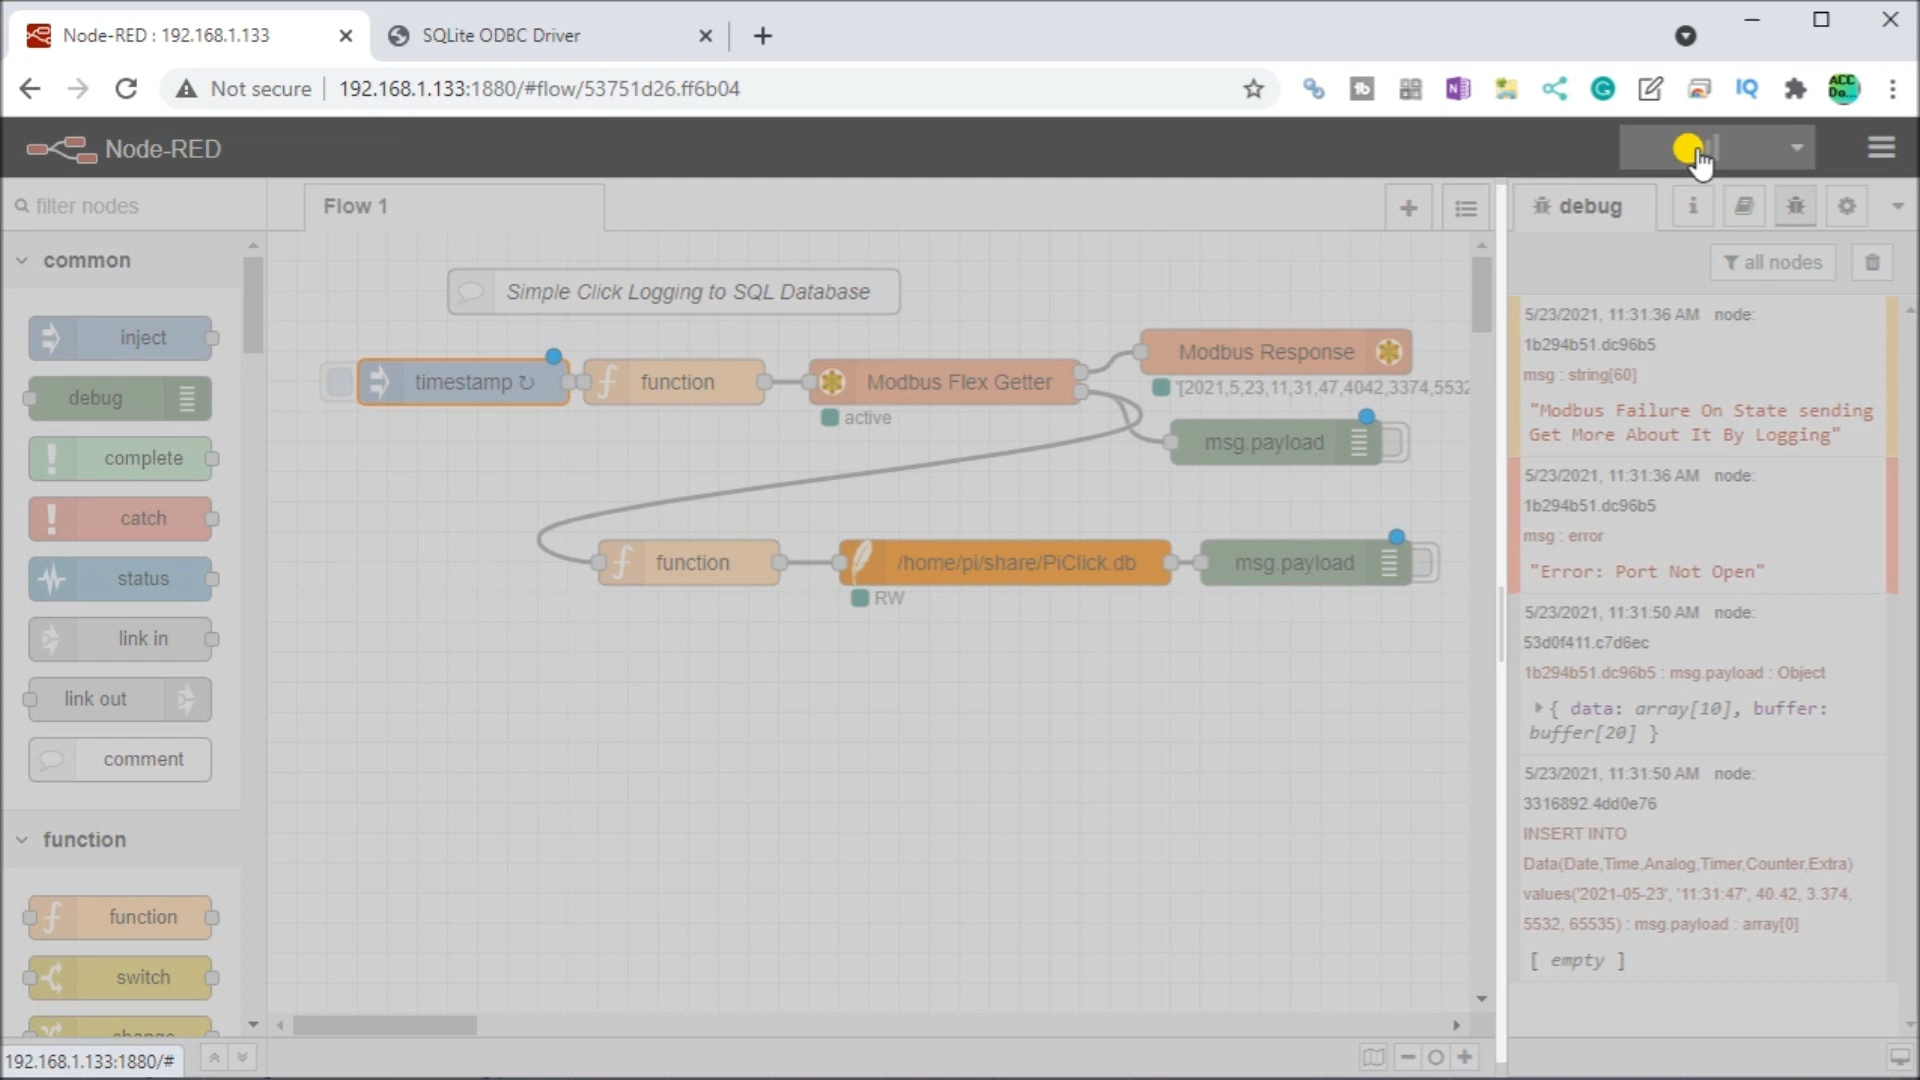 Node-RED : 192.168.1.133
SQLite ODBC Driver
Not secure
192.168.1.133:1880/#flow/53751d26.ff6b04
Node-RED
filter nodes
common
inject
debug
complete
catch
status
link in
link out
comment
function
function
switch
192.168.1.133:1880/#
Flow 1
Simple Click Logging to SQL Database
timestamp ↻
function
Modbus Flex Getter
active
Modbus Response
'[2021,5,23,11,31,47,4042,3374,5532
msg.payload
function
/home/pi/share/PiClick.db
RW
msg.payload
debug
all nodes
5/23/2021, 11:31:36 AM node:
1b294b51.dc96b5
msg : string[60]
"Modbus Failure On State sending
Get More About It By Logging"
5/23/2021, 11:31:36 AM node:
1b294b51.dc96b5
msg : error
"Error: Port Not Open"
5/23/2021, 11:31:50 AM node:
53d0f411.c7d6ec
1b294b51.dc96b5 : msg.payload : Object
{ data: array[10], buffer:
buffer[20] }
5/23/2021, 11:31:50 AM node:
3316892.4dd0e76
INSERT INTO
Data(Date,Time,Analog,Timer,Counter,Extra)
values('2021-05-23', '11:31:47', 40.42, 3.374,
5532, 65535) : msg.payload : array[0]
[ empty ]